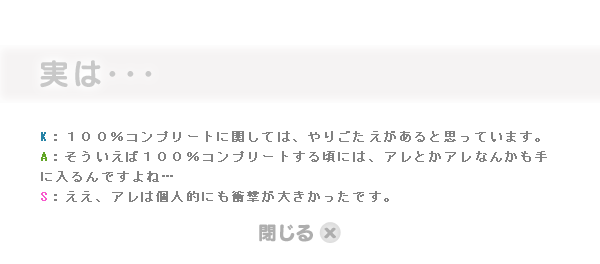 実は･･･
K：１００％コンプリートに関しては、やりごたえがあると思っています。
A：そういえば１００％コンプリートする頃には、アレとかアレなんかも手
に入るんですよね…
S：ええ、アレは個人的にも衝撃が大きかったです。
閉じる